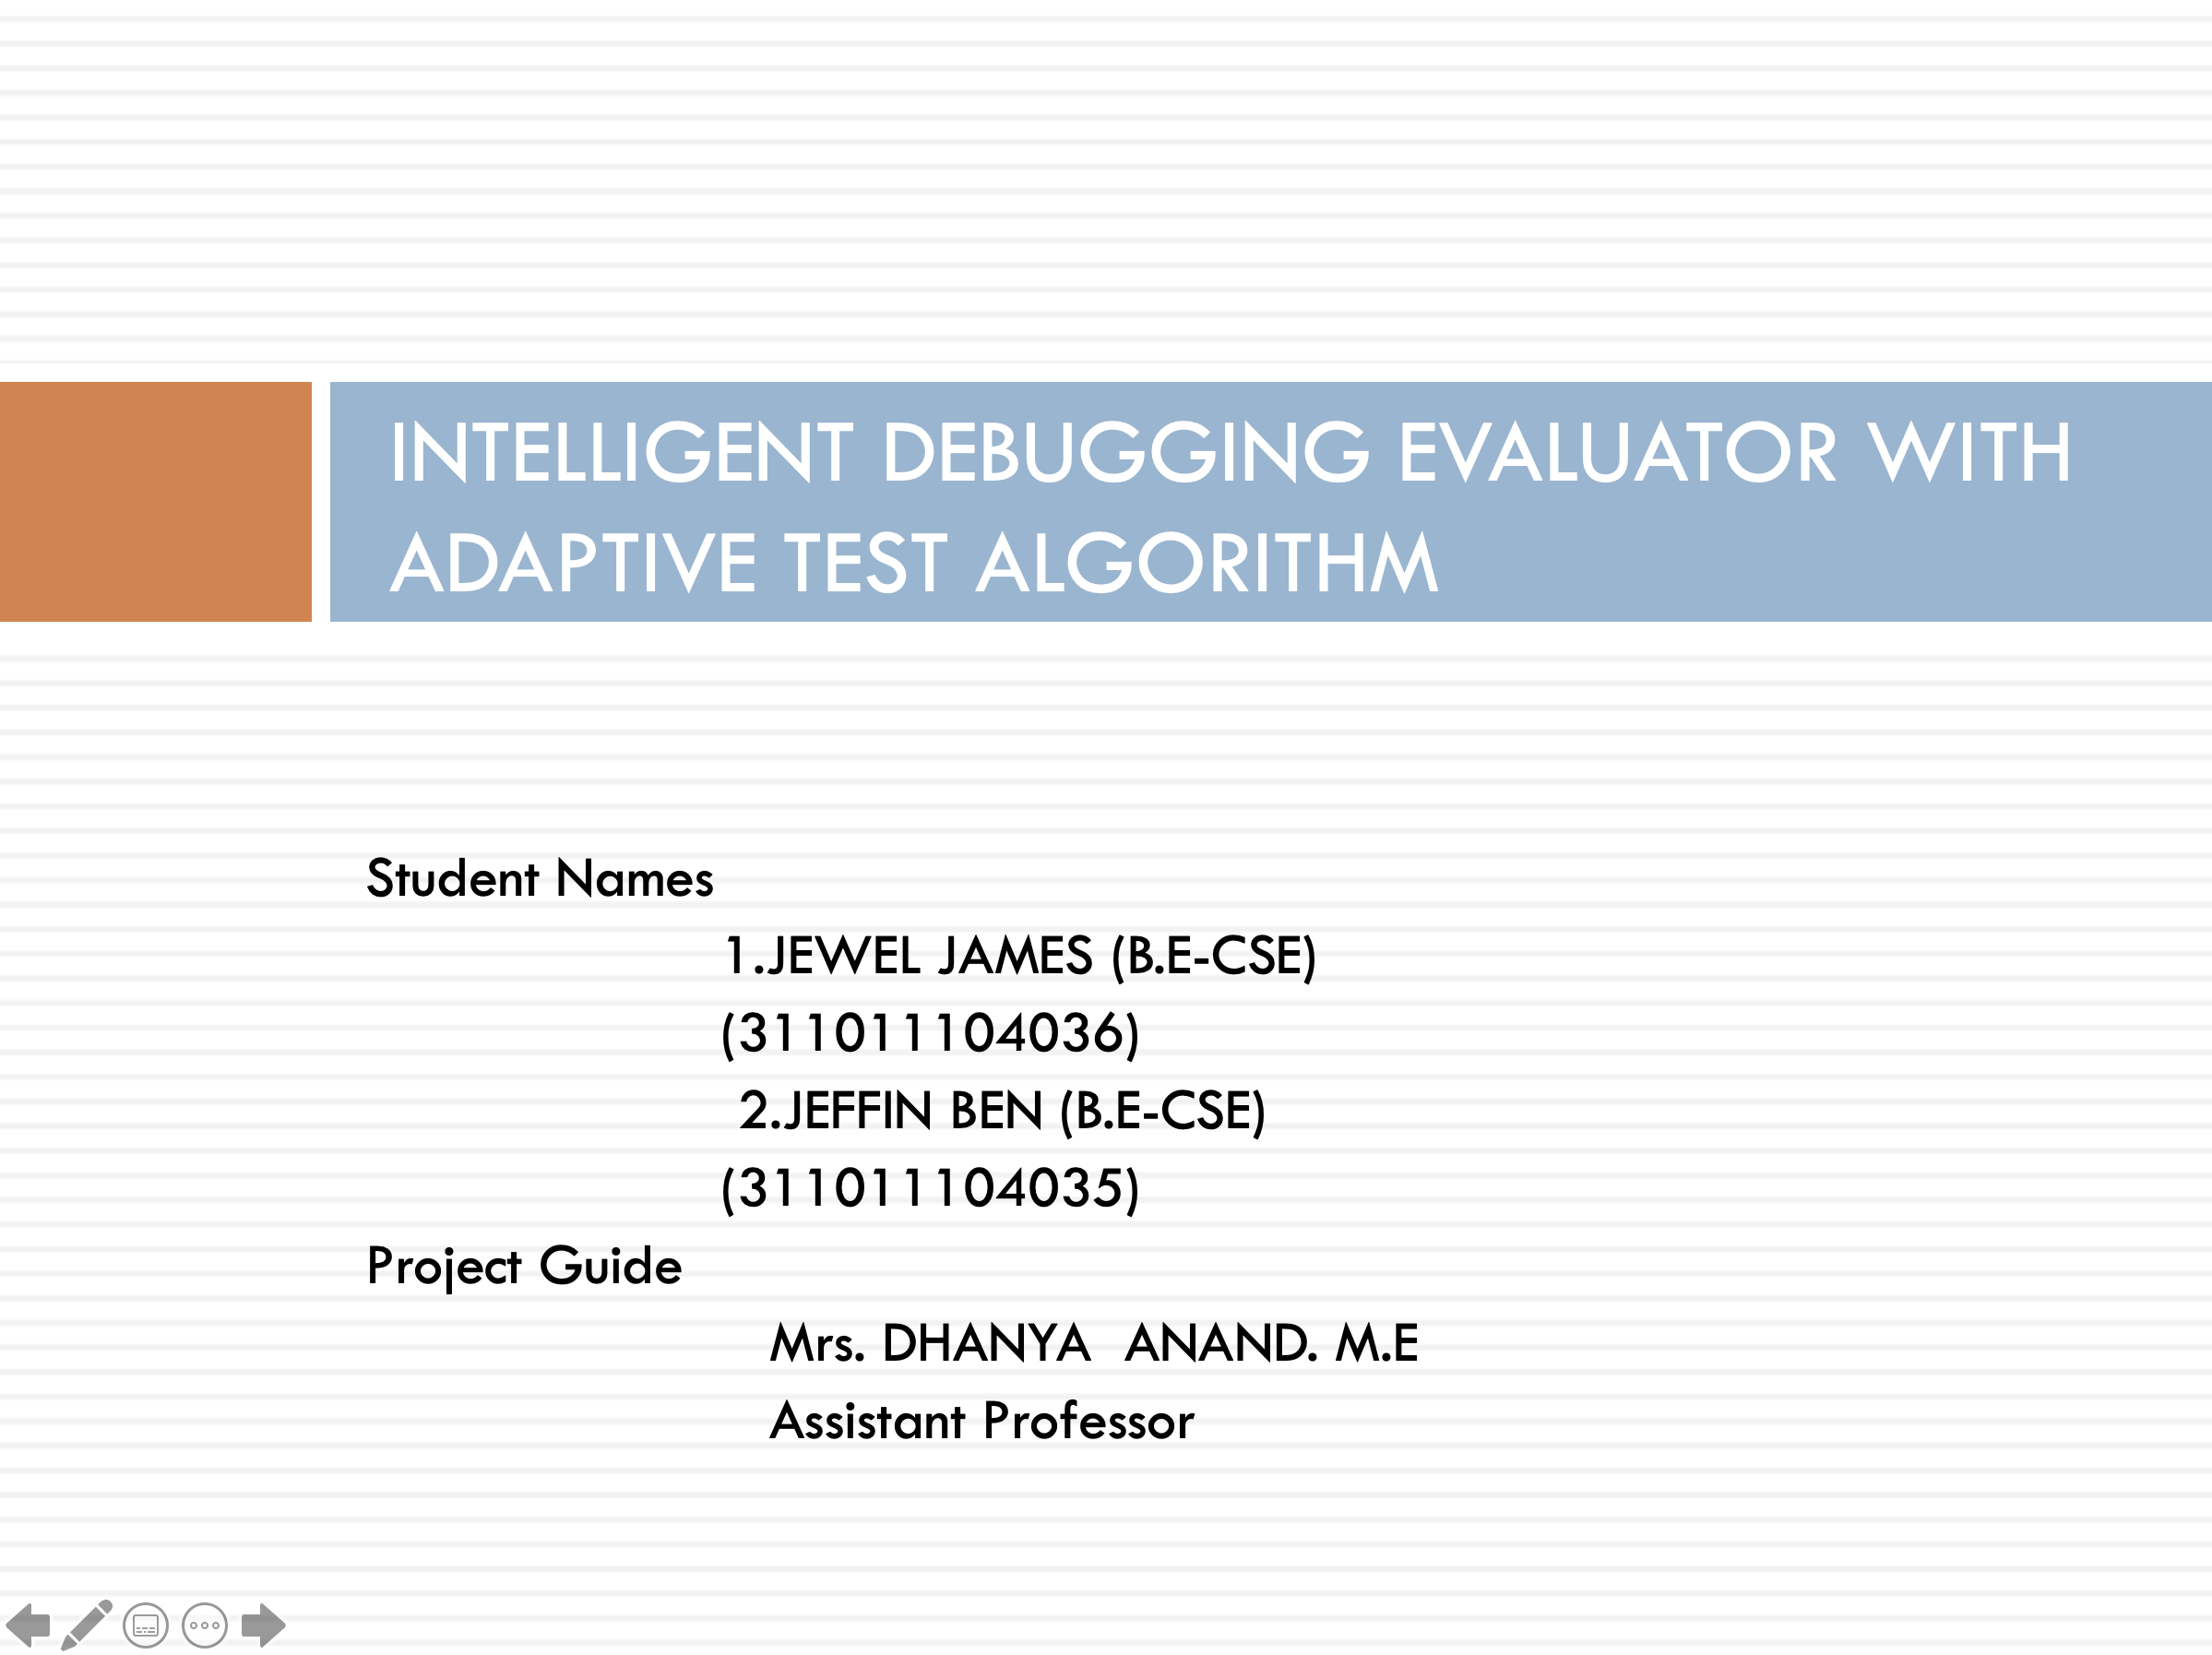 INTELLIGENT DEBUGGING EVALUATOR WITH
ADAPTIVE TEST ALGORITHM
Student Names
1.JEWEL JAMES (B.E-CSE)
(311011104036)
2.JEFFIN BEN (B.E-CSE)
(311011104035)
Project Guide
Mrs. DHANYA ANAND. M.E
Assistant Professor